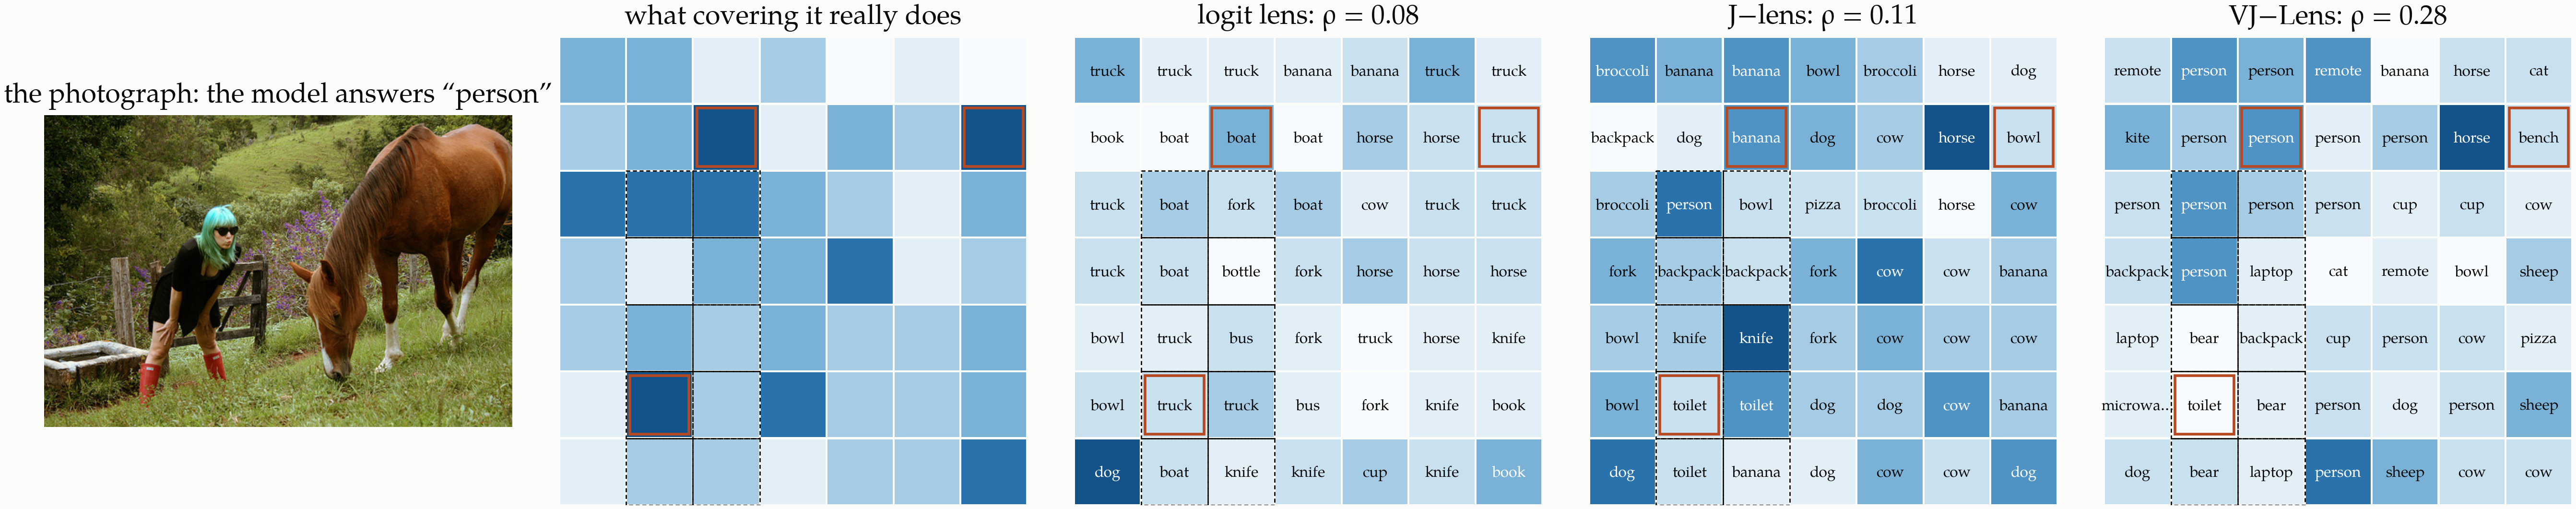 what covering it really does
logit lens: ρ = 0.08
J−lens: ρ = 0.11
VJ−Lens: ρ = 0.28
the photograph: the model answers “person”
truck truck truck banana banana truck truck
book boat boat boat horse horse truck
truck boat fork boat cow truck truck
truck boat bottle fork horse horse horse
bowl truck bus fork truck horse knife
bowl truck truck bus fork knife book
dog boat knife knife cup knife book
broccoli banana banana bowl broccoli horse dog
backpack dog banana dog cow horse bowl
broccoli person bowl pizza broccoli horse cow
fork backpack backpack fork cow cow banana
bowl knife knife fork cow cow cow
bowl toilet toilet dog dog cow banana
dog toilet banana dog cow cow dog
remote person person remote banana horse cat
kite person person person person horse bench
person person person person cup cup cow
backpack person laptop cat remote bowl sheep
laptop bear backpack cup person cow pizza
microwa.. toilet bear person dog person sheep
dog bear laptop person sheep cow cow